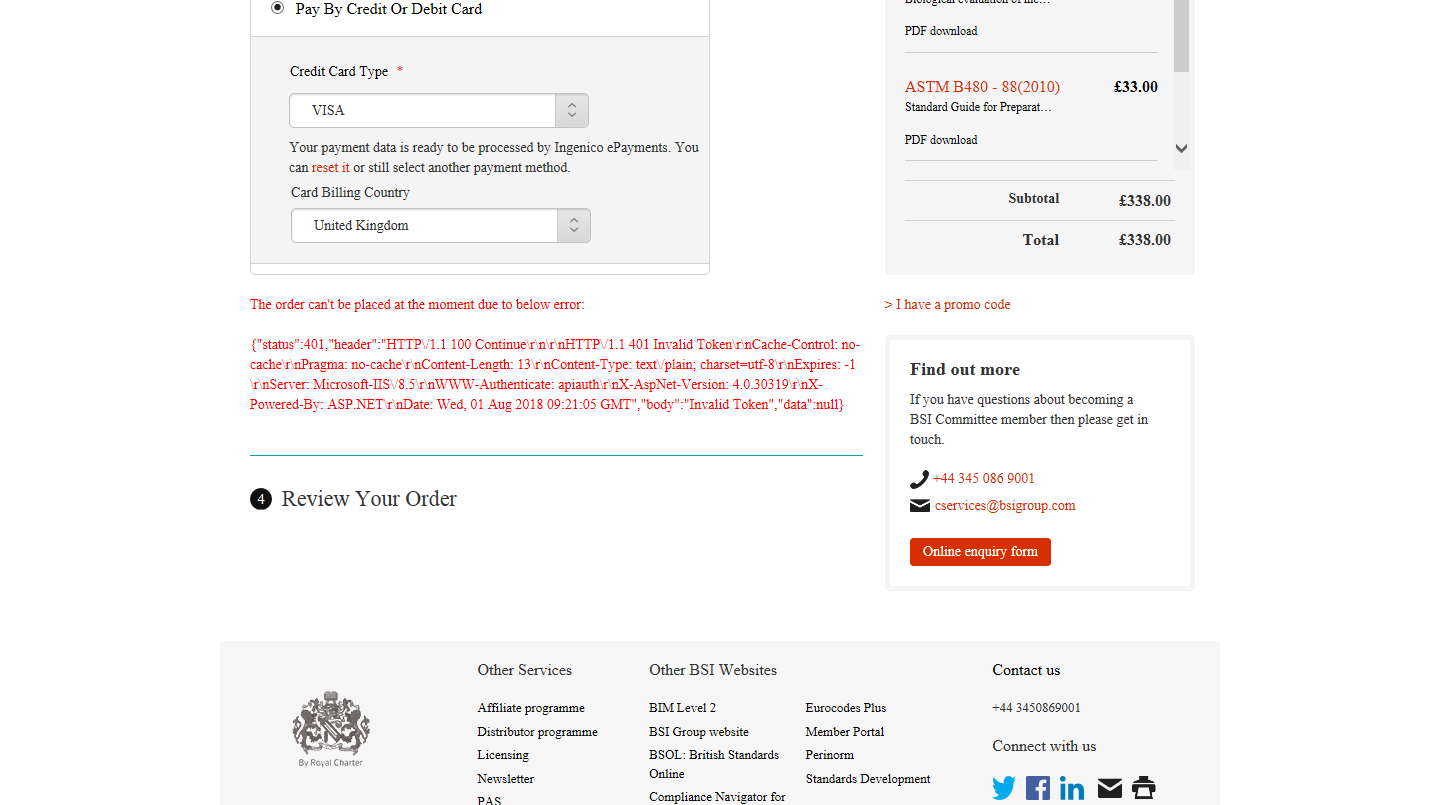 Pay By Credit Or Debit Card
Credit Card Type *
VISA
Your payment data is ready to be processed by Ingenico ePayments. You
can reset it or still select another payment method.
Card Billing Country
United Kingdom
The order can't be placed at the moment due to below error:
{"status":401,"header":"HTTP\/1.1 100 Continue\r\n\r\nHTTP\/1.1 401 Invalid Token\r\nCache-Control: no-
cache\r\nPragma: no-cache\r\nContent-Length: 13\r\nContent-Type: text\/plain; charset=utf-8\r\nExpires: -1
\r\nServer: Microsoft-IIS\/8.5\r\nWWW-Authenticate: apiauth\r\nX-AspNet-Version: 4.0.30319\r\nX-
Powered-By: ASP.NET\r\nDate: Wed, 01 Aug 2018 09:21:05 GMT","body":"Invalid Token","data":null}
4 Review Your Order
Biological evaluation of me…
PDF download
ASTM B480 - 88(2010) £33.00
Standard Guide for Preparat…
PDF download
Subtotal £338.00
Total £338.00
> I have a promo code
Find out more
If you have questions about becoming a
BSI Committee member then please get in
touch.
+44 345 086 9001
cservices@bsigroup.com
Online enquiry form
By Royal Charter
Other Services
Affiliate programme
Distributor programme
Licensing
Newsletter
PAS
Other BSI Websites
BIM Level 2
BSI Group website
BSOL: British Standards
Online
Compliance Navigator for
Eurocodes Plus
Member Portal
Perinorm
Standards Development
Contact us
+44 3450869001
Connect with us